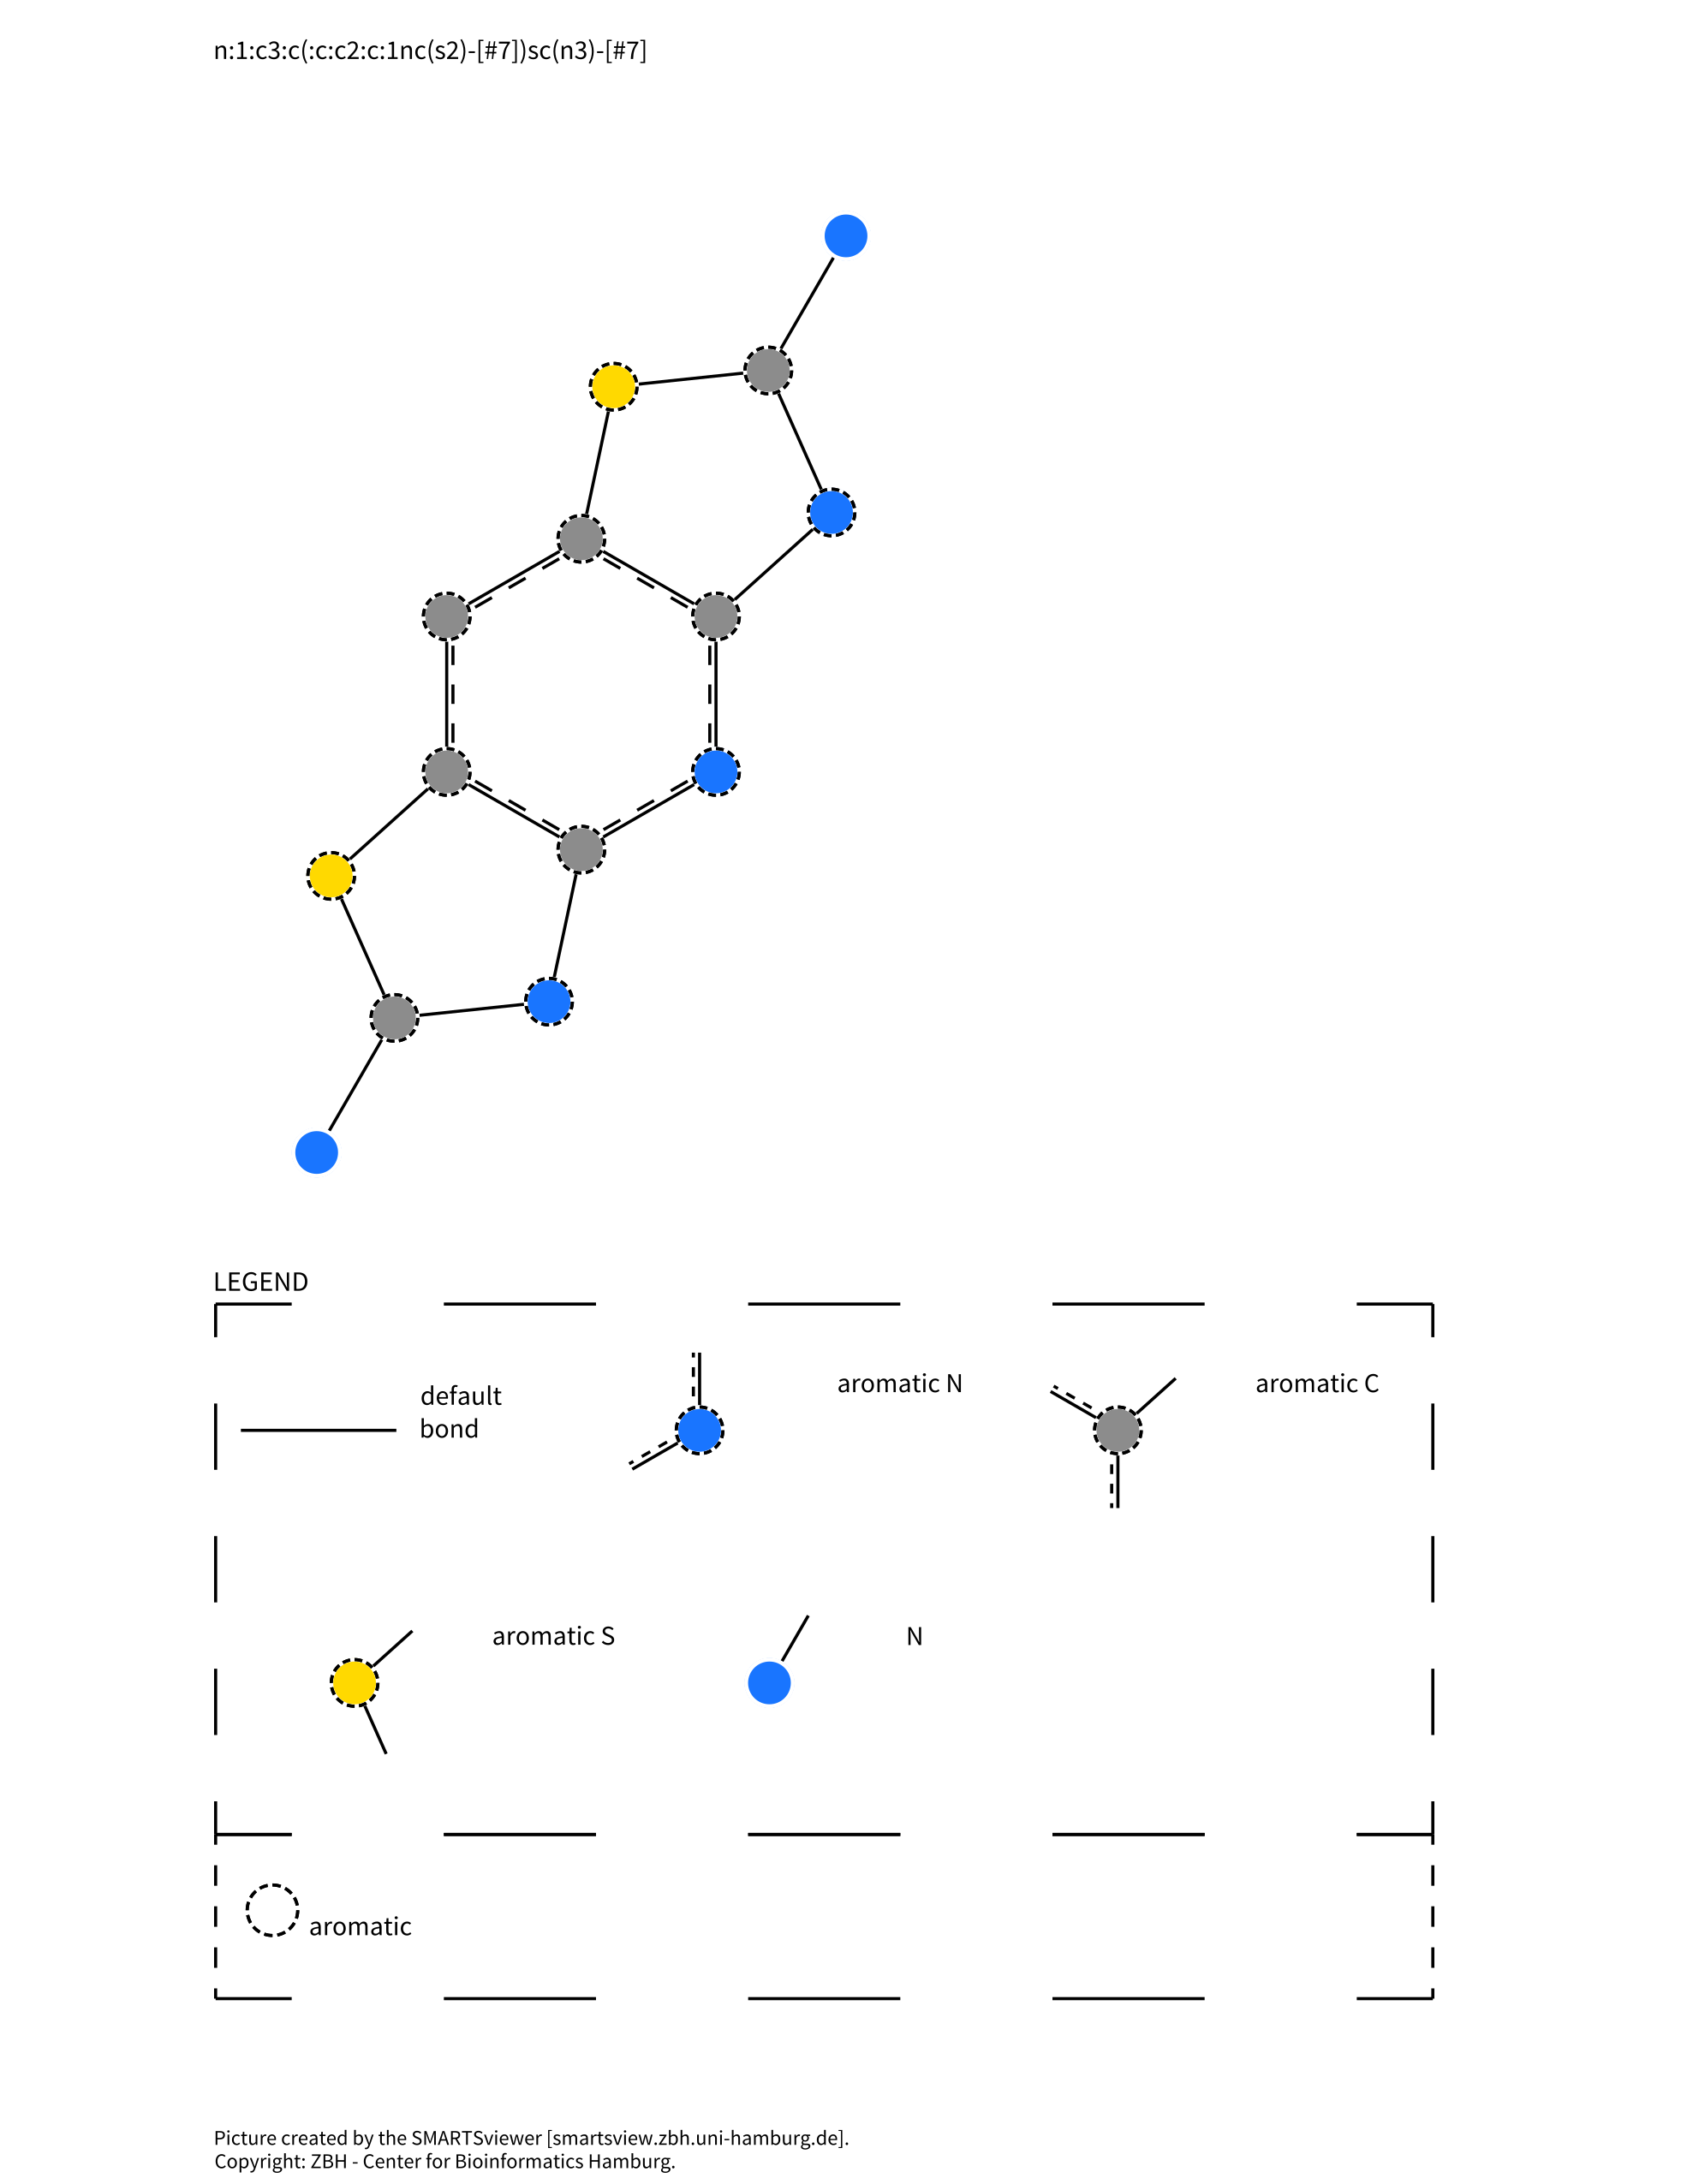 n:1:c3:c(:c:c2:c:1nc(s2)-[#7])sc(n3)-[#7]
LEGEND
default
bond
aromatic N
aromatic C
aromatic S
N
aromatic
Picture created by the SMARTSviewer [smartsview.zbh.uni-hamburg.de].
Copyright: ZBH - Center for Bioinformatics Hamburg.